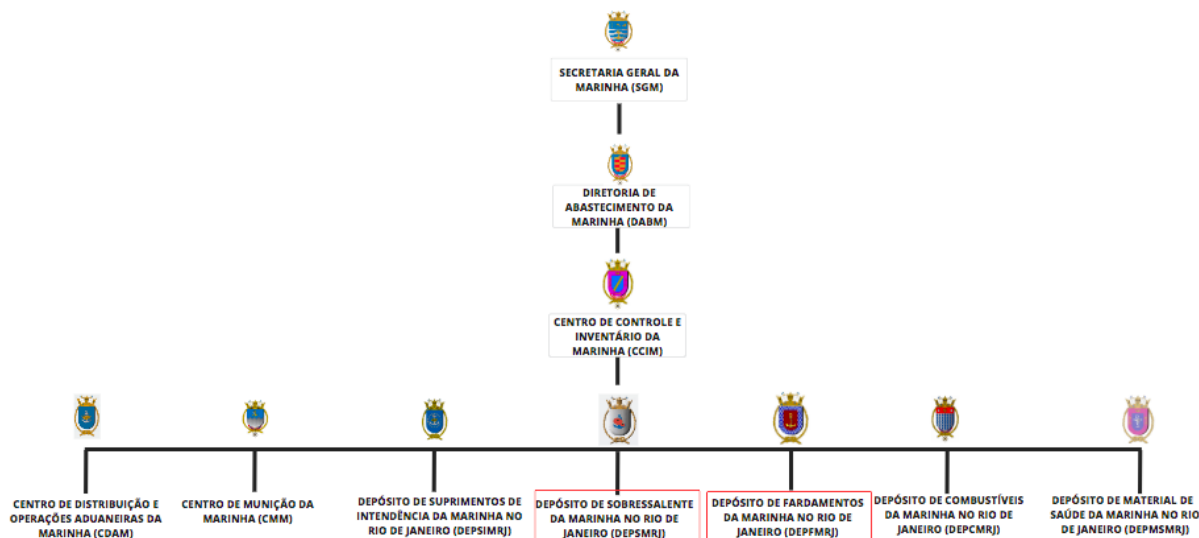 SECRETARIA GERAL DA
MARINHA (SGM)
DIRETORIA DE
ABASTECIMENTO DA
MARINHA (DABM)
CENTRO DE CONTROLE E
INVENTÁRIO DA
MARINHA (CCIM)
CENTRO DE DISTRIBUIÇÃO E
OPERAÇÕES ADUANEIRAS DA
MARINHA (CDAM)
CENTRO DE MUNIÇÃO DA
MARINHA (CMM)
DEPÓSITO DE SUPRIMENTOS DE
INTENDÊNCIA DA MARINHA NO
RIO DE JANEIRO (DEPSIMRJ)
DEPÓSITO DE SOBRESSALENTE
DA MARINHA NO RIO DE
JANEIRO (DEPSMRJ)
DEPÓSITO DE FARDAMENTOS
DA MARINHA NO RIO DE
JANEIRO (DEPFMRJ)
DEPÓSITO DE COMBUSTÍVEIS
DA MARINHA NO RIO DE
JANEIRO (DEPCMRJ)
DEPÓSITO DE MATERIAL DE
SAÚDE DA MARINHA NO RIO
DE JANEIRO (DEPMSMRJ)